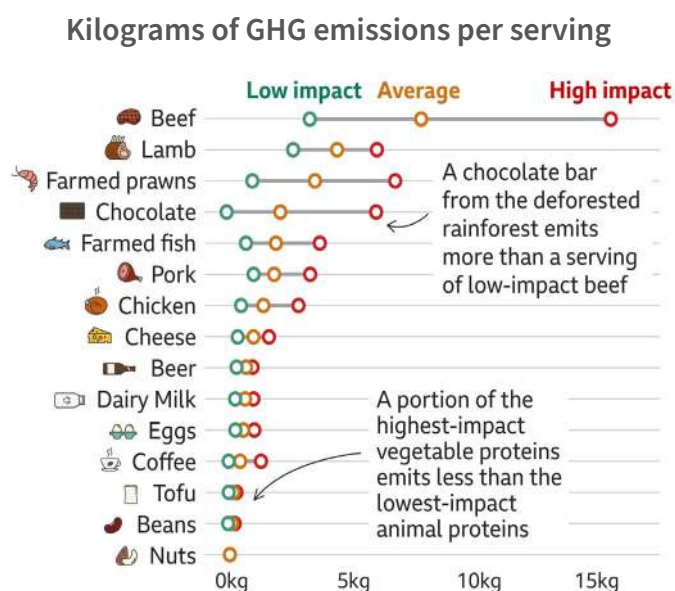 Kilograms of GHG emissions per serving
Low impact Average High impact
Beef
Lamb
Farmed prawns
Chocolate
Farmed fish
Pork
Chicken
Cheese
Beer
Dairy Milk
Eggs
Coffee
Tofu
Beans
Nuts
A chocolate bar
from the deforested
rainforest emits
more than a serving
of low-impact beef
A portion of the
highest-impact
vegetable proteins
emits less than the
lowest-impact
animal proteins
0kg 5kg 10kg 15kg